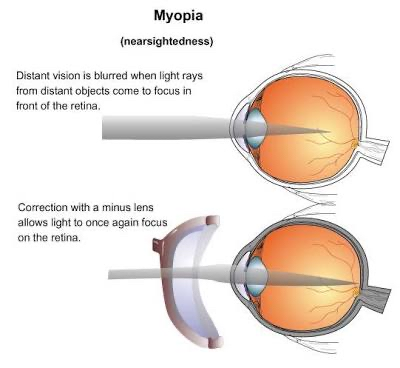 Myopia
(nearsightedness)
Distant vision is blurred when light rays
from distant objects come to focus in
front of the retina.
Correction with a minus lens
allows light to once again focus
on the retina.